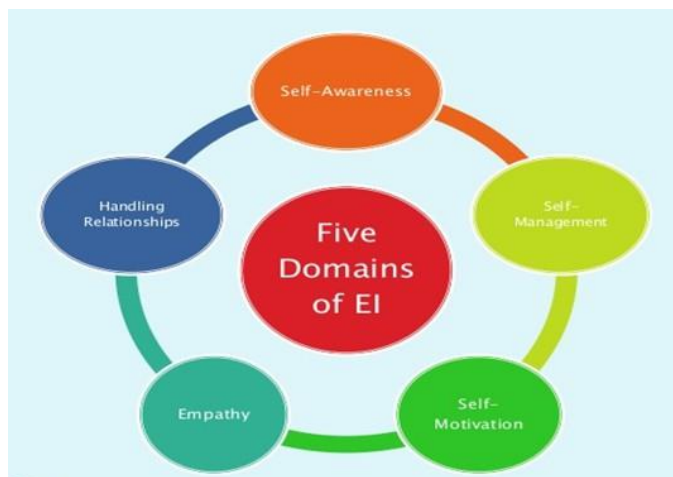 Self-Awareness
Handling
Relationships
Self-
Management
Five
Domains
of EI
Empathy
Self-
Motivation